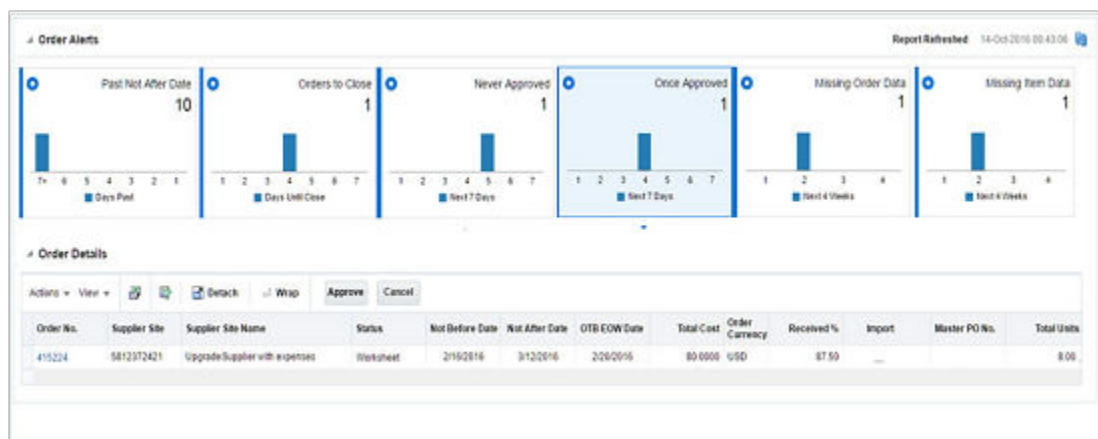 Order Alerts
Report Refreshed 14-Oct-2016 00:43:06
Past Not After Date
10
7+ 6 5 4 3 2 1
Days Past
Orders to Close
1
1 2 3 4 5 6 7
Days Until Close
Never Approved
1
1 2 3 4 5 6 7
Next 7 Days
Once Approved
1
1 2 3 4 5 6 7
Next 7 Days
Missing Order Data
1
1 2 3 4
Next 4 Weeks
Missing Item Data
1
1 2 3 4
Next 4 Weeks
Order Details
Actions View Detach Wrap Approve Cancel
Order No. Supplier Site Supplier Site Name Status Not Before Date Not After Date OTB EOW Date Total Cost Order Currency Received % Import Master PO No. Total Units
415224 5812372421 Upgrade Supplier with expenses Worksheet 2/16/2016 3/12/2016 2/20/2016 80.0000 USD 87.50 8.00